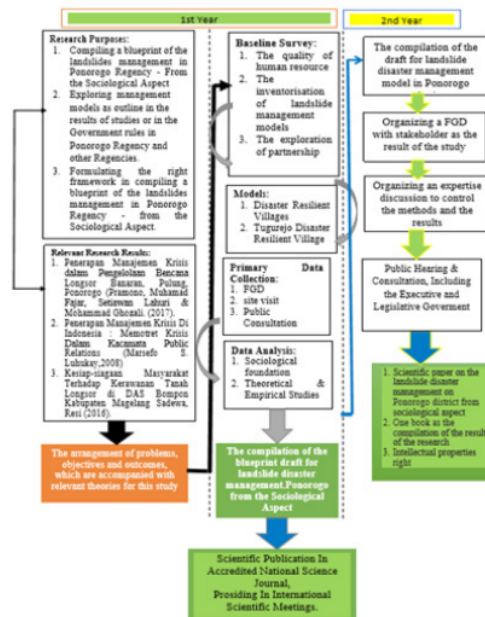 1st Year
2nd Year
Research Purposes:
1. Compiling a blueprint of the
landslides management in
Ponorogo Regency - From
the Sociological Aspect
2. Exploring management
models as outline in the
results of studies or in the
Government rules in
Ponorogo Regency and
other Regencies.
3. Formulating the right
framework in compiling a
blueprint of the landslides
management in Ponorogo
Regency - from the
Sociological Aspect.
Relevant Research Results:
1. Penerapan Manajemen Krisis
dalam Pengelolaan Bencana
Longsor Banaran, Pulung,
Ponorogo (Pramono, Muhamad
Fajar, Setiawan Lahuri &
Mohammad Ghozali. (2017).
2. Penerapan Manajemen Krisis Di
Indonesia : Memotret Krisis
Dalam Kacamata Public
Relations (Marsefo S.
Luhukay,2008)
3. Kesiap-siagaan Masyarakat
Terhadap Kerawanan Tanah
Longsor di DAS Bompon
Kabupaten Magelang Sadewa,
Resi (2016).
The arrangement of problems,
objectives and outcomes,
which are accompanied with
relevant theories for this study
Baseline Survey:
1. The quality of
human resource
2. The
inventorisation of
landslide
management
models
3. The exploration of
partnership
Models:
1. Disaster Resilient
Villages
2. Tugurejo Disaster
Resilient Village
Primary Data
Collection:
1. FGD
2. site visit
3. Public
Consultation
Data Analysis:
1. Sociological
foundation
2. Theoretical &
Empirical Studies
The compilation of the
blueprint draft for
landslide disaster
management.Ponorogo
from the Sociological
Aspect
Scientific Publication In
Accredited National Science
Journal,
Prosiding In International
Scientific Meetings.
The compilation of the
draft for landslide disaster
management
model in Ponorogo
Organizing a FGD
with stakeholder as the
result of the study
Organizing an expertise
discussion to control
the methods and the
results
Public Hearing &
Consultation, Including
the Executive and
Legislative Goverment
1. Scientific paper on the
landslide disaster
management on
Ponorogo district from
sociological aspect
2. One book as the
compilation of the result
of the research
3. Intellectual properties
right